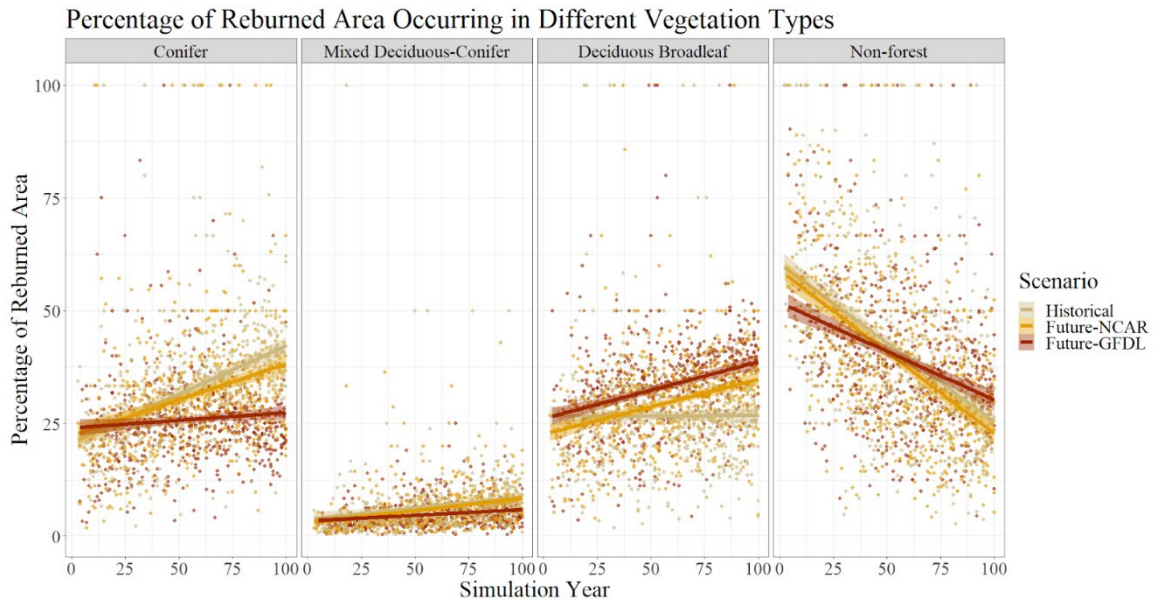 Percentage of Reburned Area Occurring in Different Vegetation Types
Conifer
Mixed Deciduous-Conifer
Deciduous Broadleaf
Non-forest
Percentage of Reburned Area
100
75
50
25
0
0 25 50 75 100
0 25 50 75 100
0 25 50 75 100
0 25 50 75 100
Simulation Year
Scenario
Historical
Future-NCAR
Future-GFDL